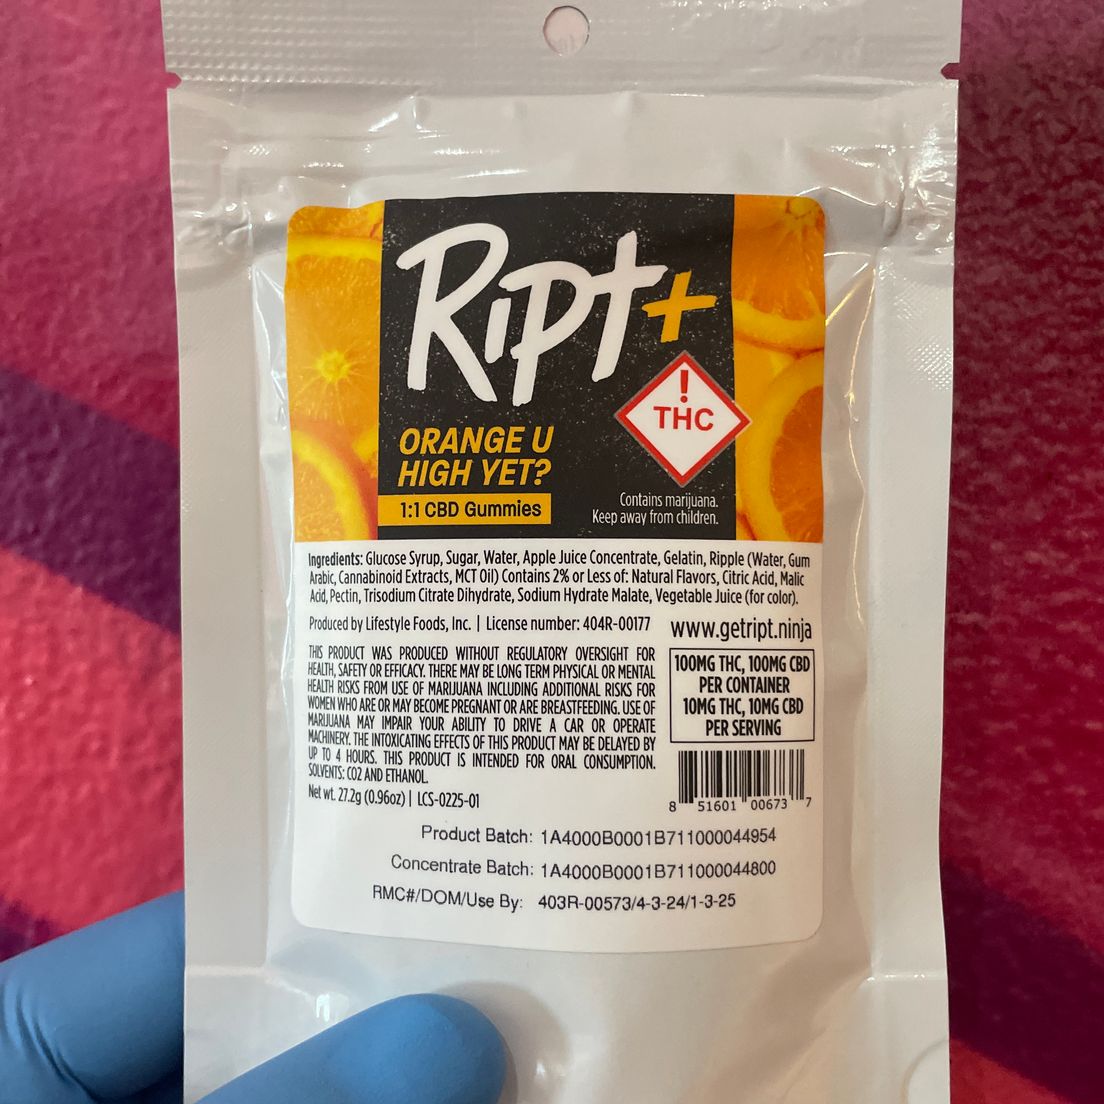 Ript+
! THC
ORANGE U
HIGH YET?
1:1 CBD Gummies
Contains marijuana.
Keep away from children.
Ingredients: Glucose Syrup, Sugar, Water, Apple Juice Concentrate, Gelatin, Ripple (Water, Gum
Arabic, Cannabinoid Extracts, MCT Oil) Contains 2% or Less of: Natural Flavors, Citric Acid, Malic
Acid, Pectin, Trisodium Citrate Dihydrate, Sodium Hydrate Malate, Vegetable Juice (for color).
Produced by Lifestyle Foods, Inc. | License number: 404R-00177
www.getript.ninja
THIS PRODUCT WAS PRODUCED WITHOUT REGULATORY OVERSIGHT FOR
HEALTH, SAFETY OR EFFICACY. THERE MAY BE LONG TERM PHYSICAL OR MENTAL
HEALTH RISKS FROM USE OF MARIJUANA INCLUDING ADDITIONAL RISKS FOR
WOMEN WHO ARE OR MAY BECOME PREGNANT OR ARE BREASTFEEDING. USE OF
MARIJUANA MAY IMPAIR YOUR ABILITY TO DRIVE A CAR OR OPERATE
MACHINERY. THE INTOXICATING EFFECTS OF THIS PRODUCT MAY BE DELAYED BY
UP TO 4 HOURS. THIS PRODUCT IS INTENDED FOR ORAL CONSUMPTION.
SOLVENTS: CO2 AND ETHANOL.
Net wt. 27.2g (0.96oz) | LCS-0225-01
100MG THC, 100MG CBD
PER CONTAINER
10MG THC, 10MG CBD
PER SERVING
8 51601 00673 7
Product Batch: 1A4000B0001B711000044954
Concentrate Batch: 1A4000B0001B711000044800
RMC#/DOM/Use By: 403R-00573/4-3-24/1-3-25